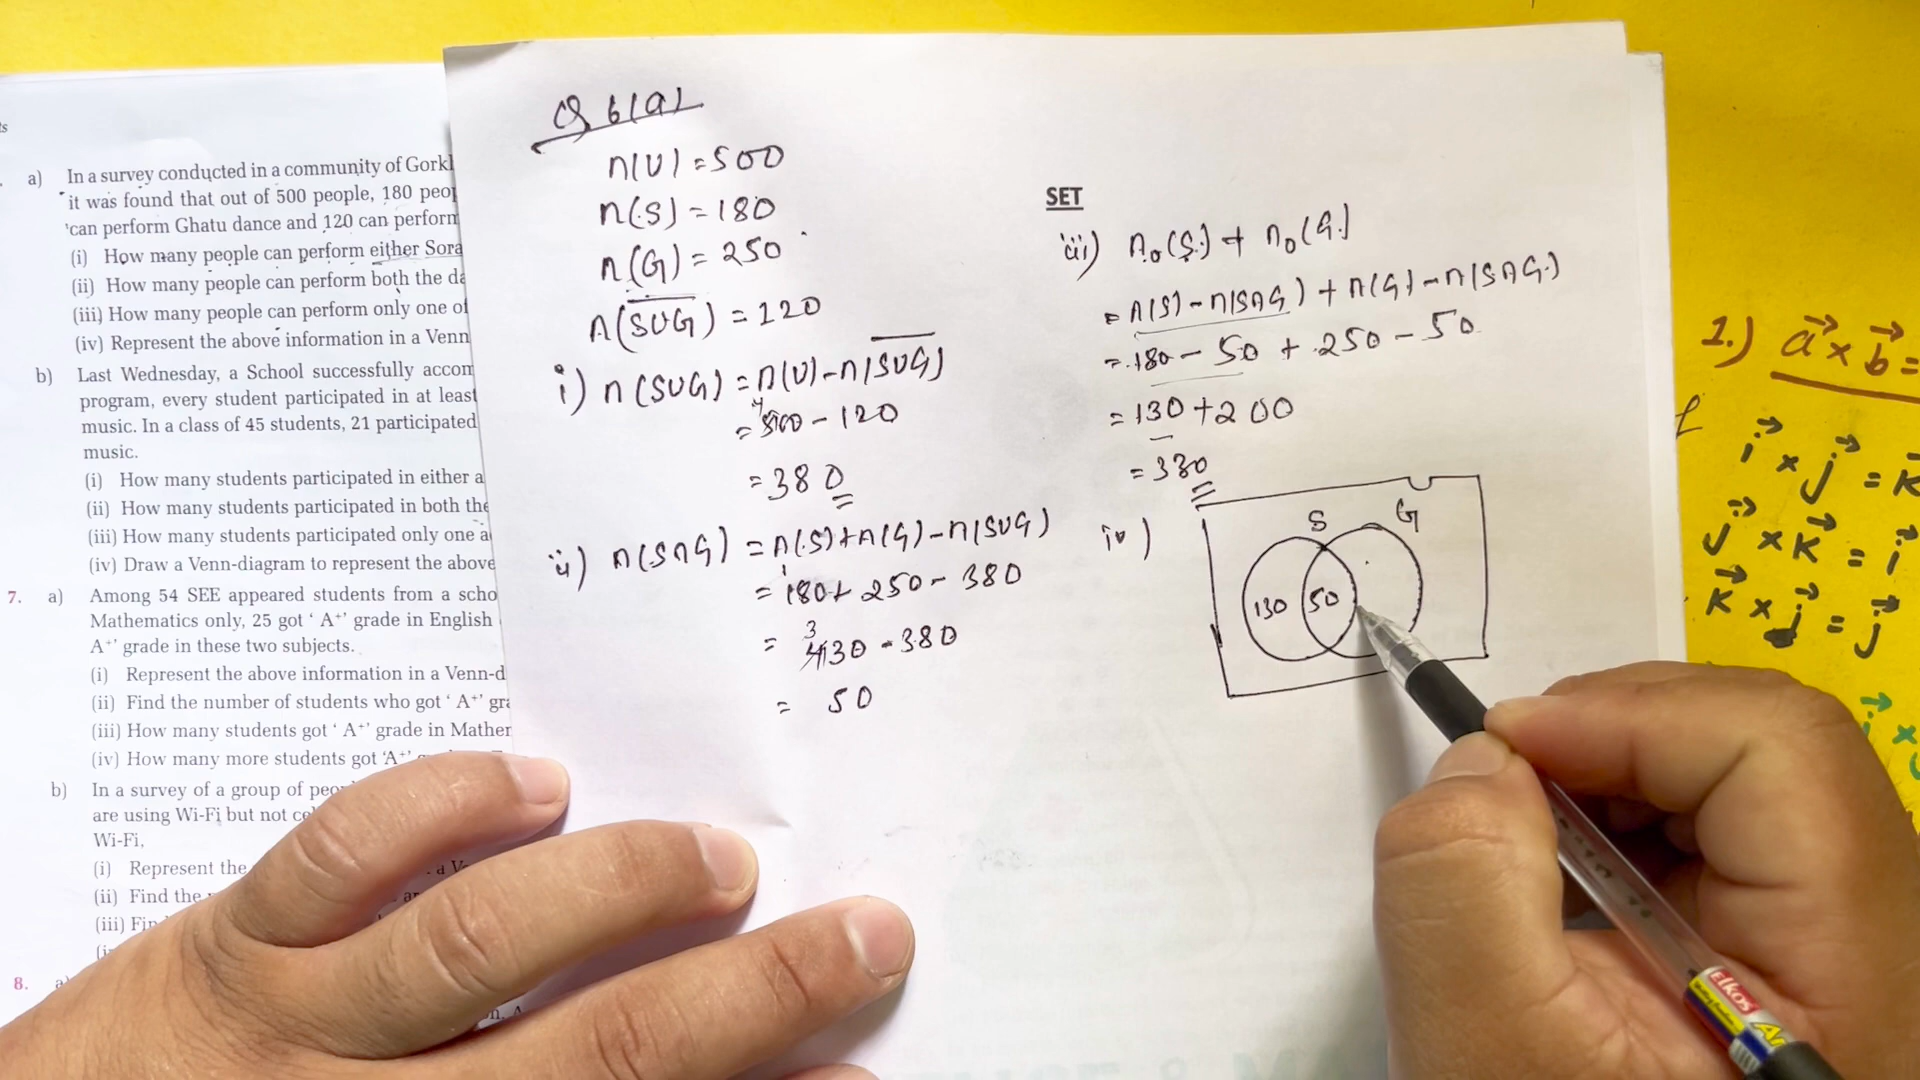 ts
a) In a survey conducted in a community of
it was found that out of 500 people, 180
can perform Ghatu dance and 120 can perform
(i) How many people can perform either
(ii) How many people can perform both the
(iii) How many people can perform only one of
(iv) Represent the above information in a Venn
b) Last Wednesday, a School successfully
program, every student participated in at least
music. In a class of 45 students, 21 participated
music.
(i) How many students participated in either a
(ii) How many students participated in both the
(iii) How many students participated only one
(iv) Draw a Venn-diagram to represent the above
7. a) Among 54 SEE appeared students from a
Mathematics only, 25 got ' A⁺' grade in English
A⁺' grade in these two subjects.
(i) Represent the above information in a
(ii) Find the number of students who got ' A⁺'
(iii) How many students got ' A⁺' grade in
(iv) How many more students got 'A⁺'
b) In a survey of a group of
are using Wi-Fi but not
Wi-Fi,
(i) Represent the
(ii) Find the
(iii)
8. a)
Q 6(a)
n(U) = 500
n(S) = 180
n(G) = 250
n(S̅U̅G̅) = 120
i) n(SUG) = n(U) - n(S̅U̅G̅)
= 500 - 120
= 380
ii) n(S∩G) = n(S) + n(G) - n(SUG)
= 180 + 250 - 380
= 430 - 380
= 50
SET
iii) n₀(S) + n₀(G)
= n(S) - n(S∩G) + n(G) - n(S∩G)
= 180 - 50 + 250 - 50
= 130 + 200
= 330
iv)
S G
130 50
1.) a⃗ × b⃗ =
i⃗ × j⃗ = k⃗
j⃗ × k⃗ = i⃗
k⃗ × i⃗ = j⃗
elkos